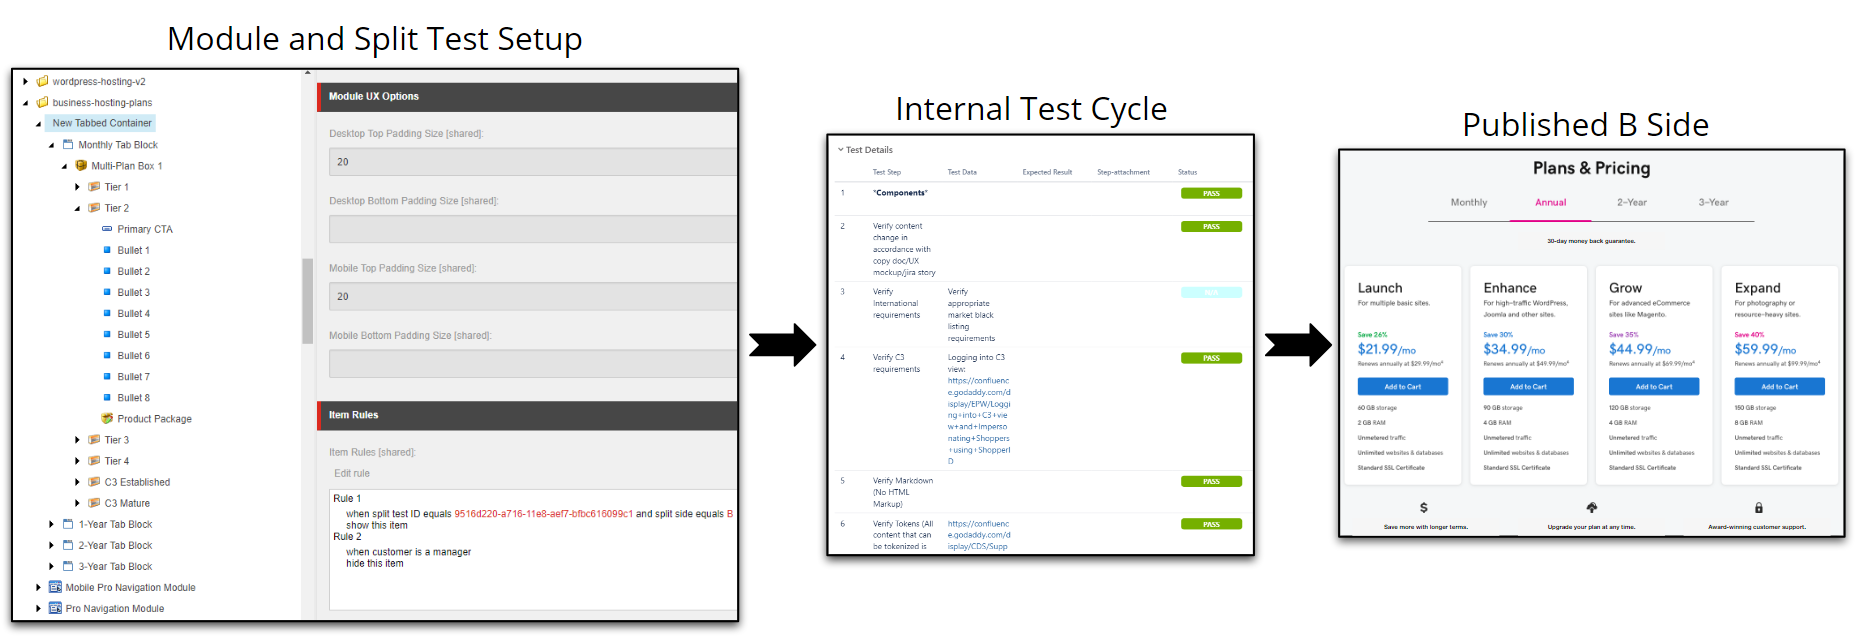 Module and Split Test Setup
wordpress-hosting-v2
business-hosting-plans
New Tabbed Container
Monthly Tab Block
Multi-Plan Box 1
Tier 1
Tier 2
Primary CTA
Bullet 1
Bullet 2
Bullet 3
Bullet 4
Bullet 5
Bullet 6
Bullet 7
Bullet 8
Product Package
Tier 3
Tier 4
C3 Established
C3 Mature
1-Year Tab Block
2-Year Tab Block
3-Year Tab Block
Mobile Pro Navigation Module
Pro Navigation Module
Module UX Options
Desktop Top Padding Size [shared]:
20
Desktop Bottom Padding Size [shared]:
Mobile Top Padding Size [shared]:
20
Mobile Bottom Padding Size [shared]:
Item Rules
Item Rules [shared]:
Edit rule
Rule 1
when split test ID equals 9516d220-a716-11e8-aef7-bfbc616099c1 and split side equals B
show this item
Rule 2
when customer is a manager
hide this item
Internal Test Cycle
Test Details
Test Step Test Data Expected Result Step-attachment Status
1 *Components* PASS
2 Verify content PASS
change in
accordance with
copy doc/UX
mockup/jira story
3 Verify Verify
International appropriate
requirements market black
listing
requirements
4 Verify C3 Logging into C3 PASS
requirements view:
https://confluenc
e.godaddy.com/d
isplay/EPW/Loggi
ng+into+C3+vie
w+and+Imperso
nating+Shoppers
+using+ShopperI
D
5 Verify Markdown PASS
(No HTML
Markup)
6 Verify Tokens (All https://confluenc PASS
content that can e.godaddy.com/d
be tokenized is isplay/CDS/Supp
Published B Side
Plans & Pricing
Monthly Annual 2-Year 3-Year
30-day money back guarantee.
Launch
For multiple basic sites.
Save 26%
$21.99/mo
Renews annually at $29.99/mo⁴
Add to Cart
60 GB storage
2 GB RAM
Unmetered traffic
Unlimited websites & databases
Standard SSL Certificate
Enhance
For high-traffic WordPress,
Joomla and other sites.
Save 30%
$34.99/mo
Renews annually at $49.99/mo⁴
Add to Cart
90 GB storage
4 GB RAM
Unmetered traffic
Unlimited websites & databases
Standard SSL Certificate
Grow
For advanced eCommerce
sites like Magento.
Save 35%
$44.99/mo
Renews annually at $69.99/mo⁴
Add to Cart
120 GB storage
4 GB RAM
Unmetered traffic
Unlimited websites & databases
Standard SSL Certificate
Expand
For photography or
resource-heavy sites.
Save 40%
$59.99/mo
Renews annually at $99.99/mo⁴
Add to Cart
150 GB storage
8 GB RAM
Unmetered traffic
Unlimited websites & databases
Standard SSL Certificate
Save more with longer terms.
Upgrade your plan at any time.
Award-winning customer support.